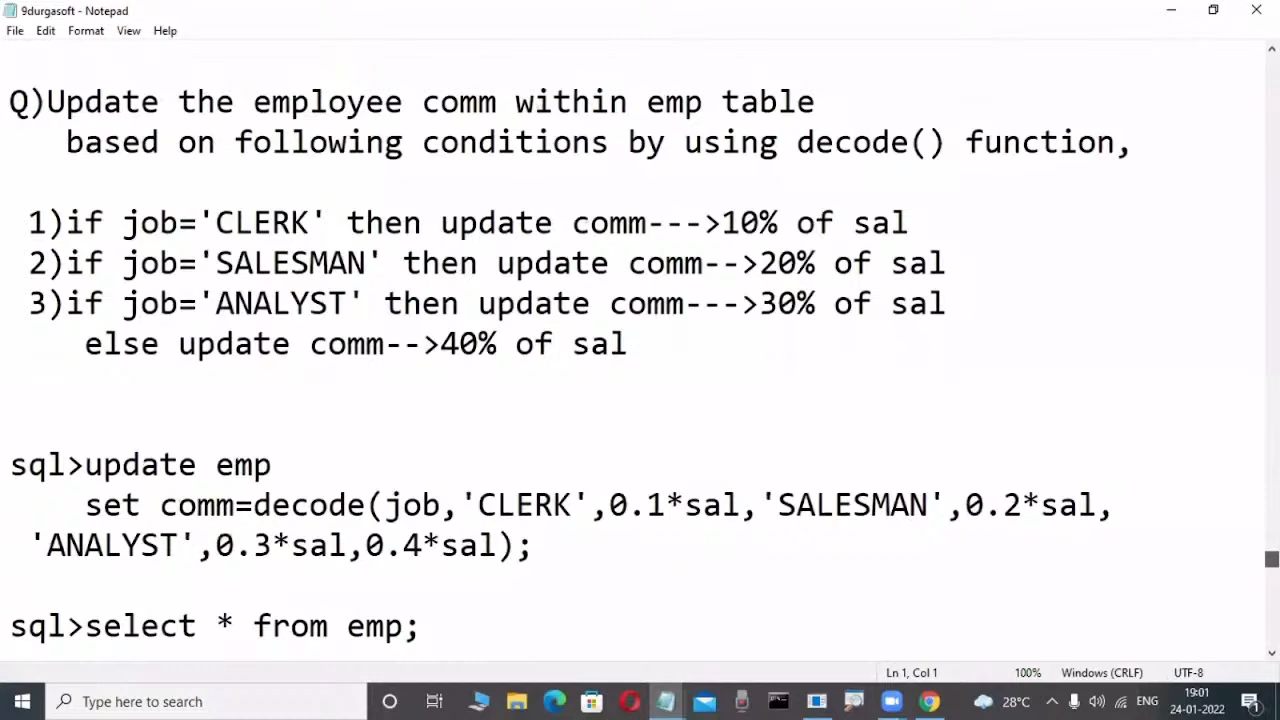 9durgasoft - Notepad
File Edit Format View Help
Q)Update the employee comm within emp table
based on following conditions by using decode() function,
1)if job='CLERK' then update comm--->10% of sal
2)if job='SALESMAN' then update comm-->20% of sal
3)if job='ANALYST' then update comm--->30% of sal
else update comm-->40% of sal
sql>update emp
set comm=decode(job,'CLERK',0.1*sal,'SALESMAN',0.2*sal,
'ANALYST',0.3*sal,0.4*sal);
sql>select * from emp;
Ln 1, Col 1 100% Windows (CRLF) UTF-8
Type here to search 28°C ENG 19:01
24-01-2022 1